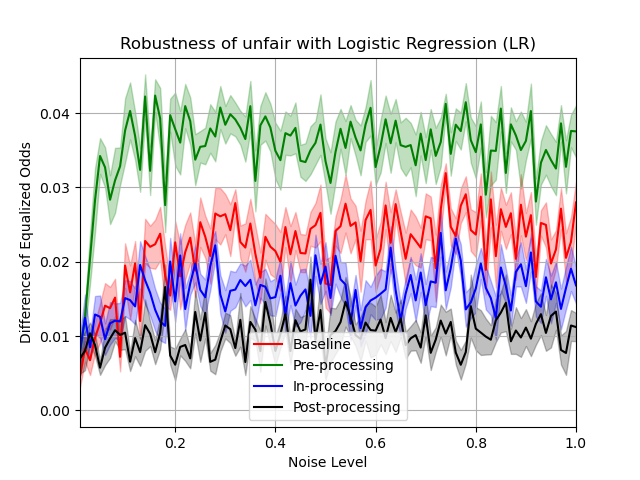 Robustness of unfair with Logistic Regression (LR)
Difference of Equalized Odds
0.04
0.03
0.02
0.01
0.00
Baseline
Pre-processing
In-processing
Post-processing
0.2 0.4 0.6 0.8 1.0
Noise Level